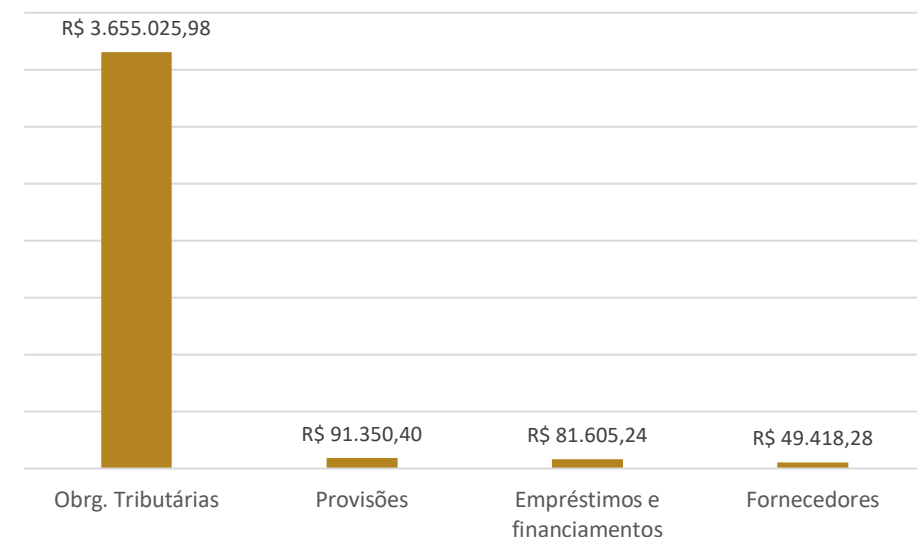 R$ 3.655.025,98
R$ 91.350,40
R$ 81.605,24
R$ 49.418,28
Obrg. Tributárias
Provisões
Empréstimos e
financiamentos
Fornecedores